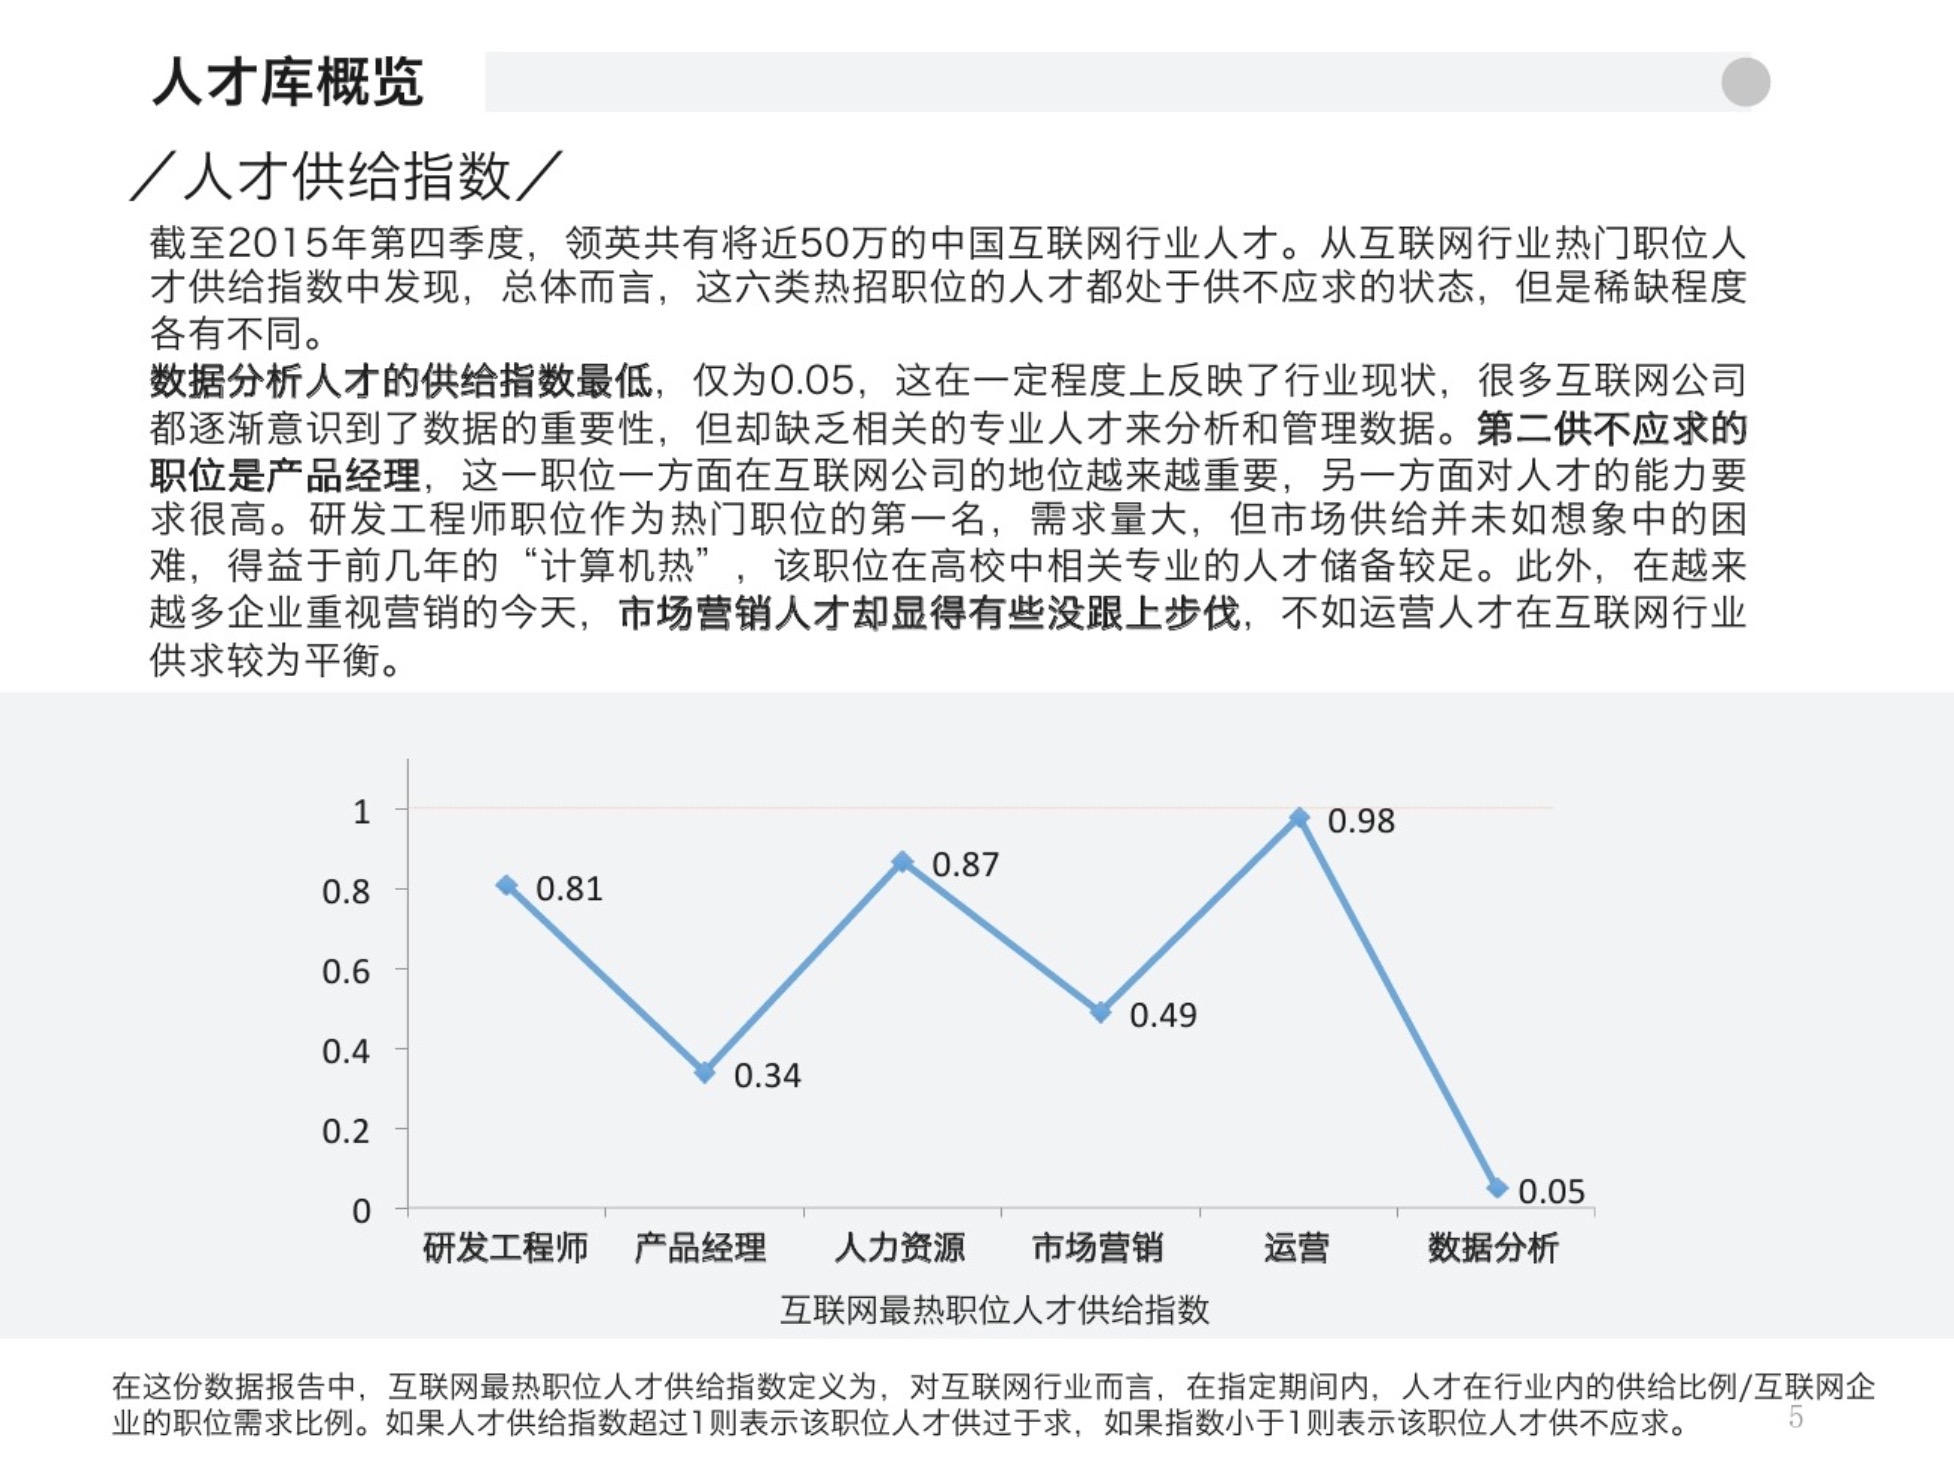 人才库概览
／人才供给指数／
截至2015年第四季度，领英共有将近50万的中国互联网行业人才。从互联网行业热门职位人
才供给指数中发现，总体而言，这六类热招职位的人才都处于供不应求的状态，但是稀缺程度
各有不同。
数据分析人才的供给指数最低，仅为0.05，这在一定程度上反映了行业现状，很多互联网公司
都逐渐意识到了数据的重要性，但却缺乏相关的专业人才来分析和管理数据。第二供不应求的
职位是产品经理，这一职位一方面在互联网公司的地位越来越重要，另一方面对人才的能力要
求很高。研发工程师职位作为热门职位的第一名，需求量大，但市场供给并未如想象中的困
难，得益于前几年的“计算机热”，该职位在高校中相关专业的人才储备较足。此外，在越来
越多企业重视营销的今天，市场营销人才却显得有些没跟上步伐，不如运营人才在互联网行业
供求较为平衡。
1
0.8
0.6
0.4
0.2
0
0.81
0.34
0.87
0.49
0.98
0.05
研发工程师 产品经理 人力资源 市场营销 运营 数据分析
互联网最热职位人才供给指数
在这份数据报告中，互联网最热职位人才供给指数定义为，对互联网行业而言，在指定期间内，人才在行业内的供给比例/互联网企
业的职位需求比例。如果人才供给指数超过1则表示该职位人才供过于求，如果指数小于1则表示该职位人才供不应求。
5